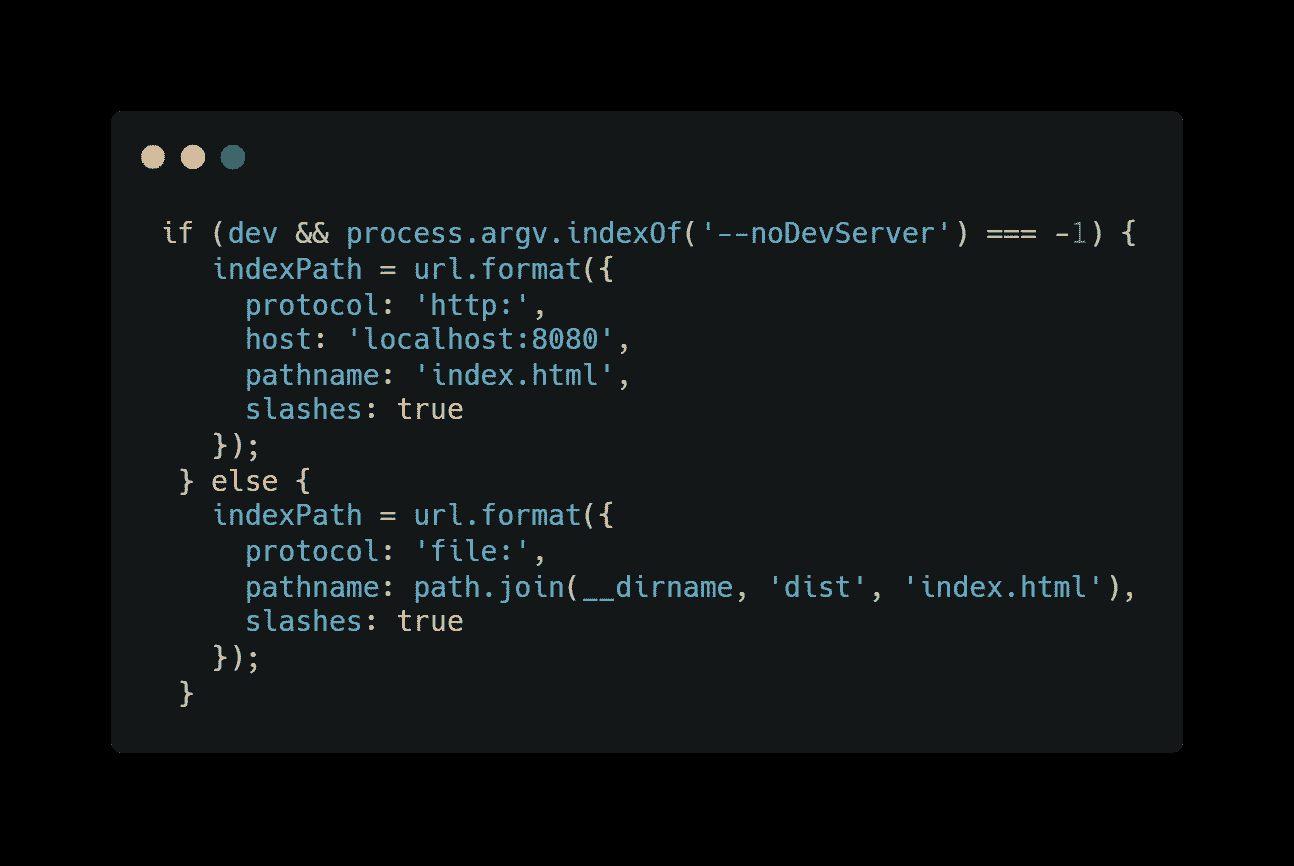 if (dev && process.argv.indexOf('--noDevServer') === -1) {
   indexPath = url.format({
     protocol: 'http:',
     host: 'localhost:8080',
     pathname: 'index.html',
     slashes: true
   });
 } else {
   indexPath = url.format({
     protocol: 'file:',
     pathname: path.join(__dirname, 'dist', 'index.html'),
     slashes: true
   });
 }